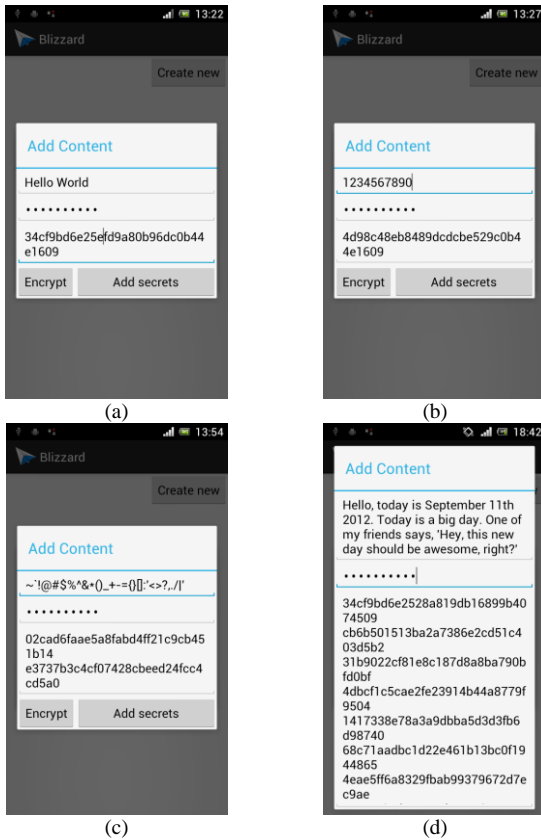 13:22
Blizzard
Create new
Add Content
Hello World
••••••••••
34cf9bd6e25efd9a80b96dc0b44
e1609
Encrypt
Add secrets
(a)
13:27
Blizzard
Create new
Add Content
1234567890
••••••••••
4d98c48eb8489dcdcbe529c0b4
4e1609
Encrypt
Add secrets
(b)
13:54
Blizzard
Create new
Add Content
~`!@#$%^&*()_+-={}[]:'<>?,./|'
••••••••••
02cad6faae5a8fabd4ff21c9cb45
1b14
e3737b3c4cf07428cbeed24fcc4
cd5a0
Encrypt
Add secrets
(c)
18:42
Add Content
Hello, today is September 11th
2012. Today is a big day. One of
my friends says, 'Hey, this new
day should be awesome, right?'
••••••••••
34cf9bd6e2528a819db16899b40
74509
cb6b501513ba2a7386e2cd51c4
03d5b2
31b9022cf81e8c187d8a8ba790b
fd0bf
4dbcf1c5cae2fe23914b44a8779f
9504
1417338e78a3a9dbba5d3d3fb6
d98740
68c71aadbc1d22e461b13bc0f19
44865
4eae5ff6a8329fbab99379672d7e
c9ae
(d)